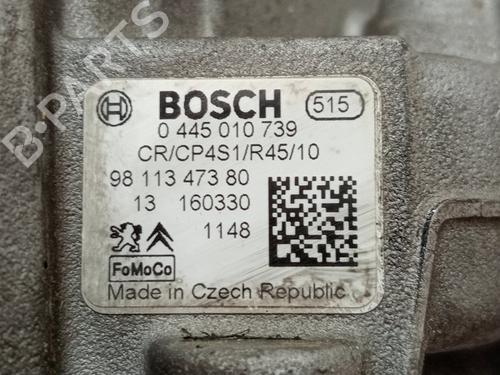 B-PARTS
BOSCH 515
0 445 010 739
CR/CP4S1/R45/10
98 113 473 80
13 160330
1148
FoMoCo
Made in Czech Republic